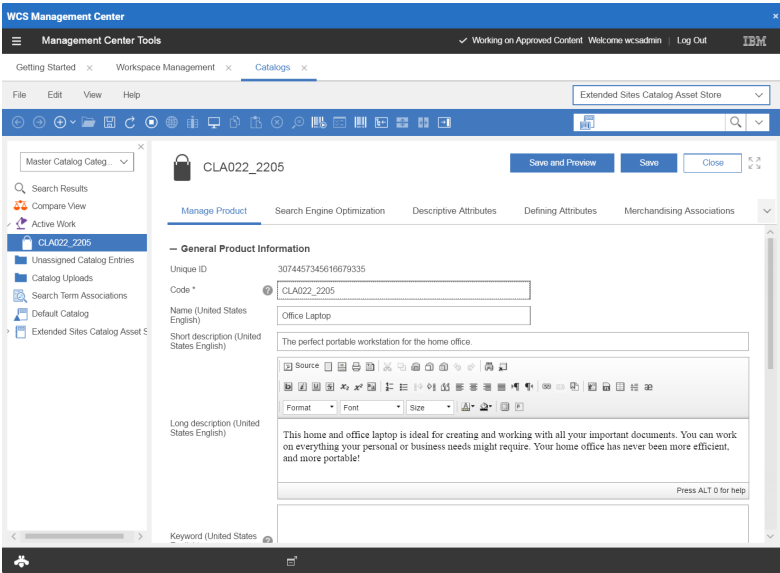 WCS Management Center
Management Center Tools
Working on Approved Content Welcome wcsadmin | Log Out IBM
Getting Started Workspace Management Catalogs
File Edit View Help
Extended Sites Catalog Asset Store
Master Catalog Categ...
CLA022_2205
Save and Preview Save Close
Search Results
Compare View
Active Work
CLA022_2205
Unassigned Catalog Entries
Catalog Uploads
Search Term Associations
Default Catalog
Extended Sites Catalog Asset S
Manage Product Search Engine Optimization Descriptive Attributes Defining Attributes Merchandising Associations
General Product Information
Unique ID 3074457345616679335
Code * CLA022_2205
Name (United States
English)
Office Laptop
Short description (United
States English)
The perfect portable workstation for the home office.
Source
Format Font Size
Long description (United
States English)
This home and office laptop is ideal for creating and working with all your important documents. You can work
on everything your personal or business needs might require. Your home office has never been more efficient,
and more portable!
Press ALT 0 for help
Keyword (United States